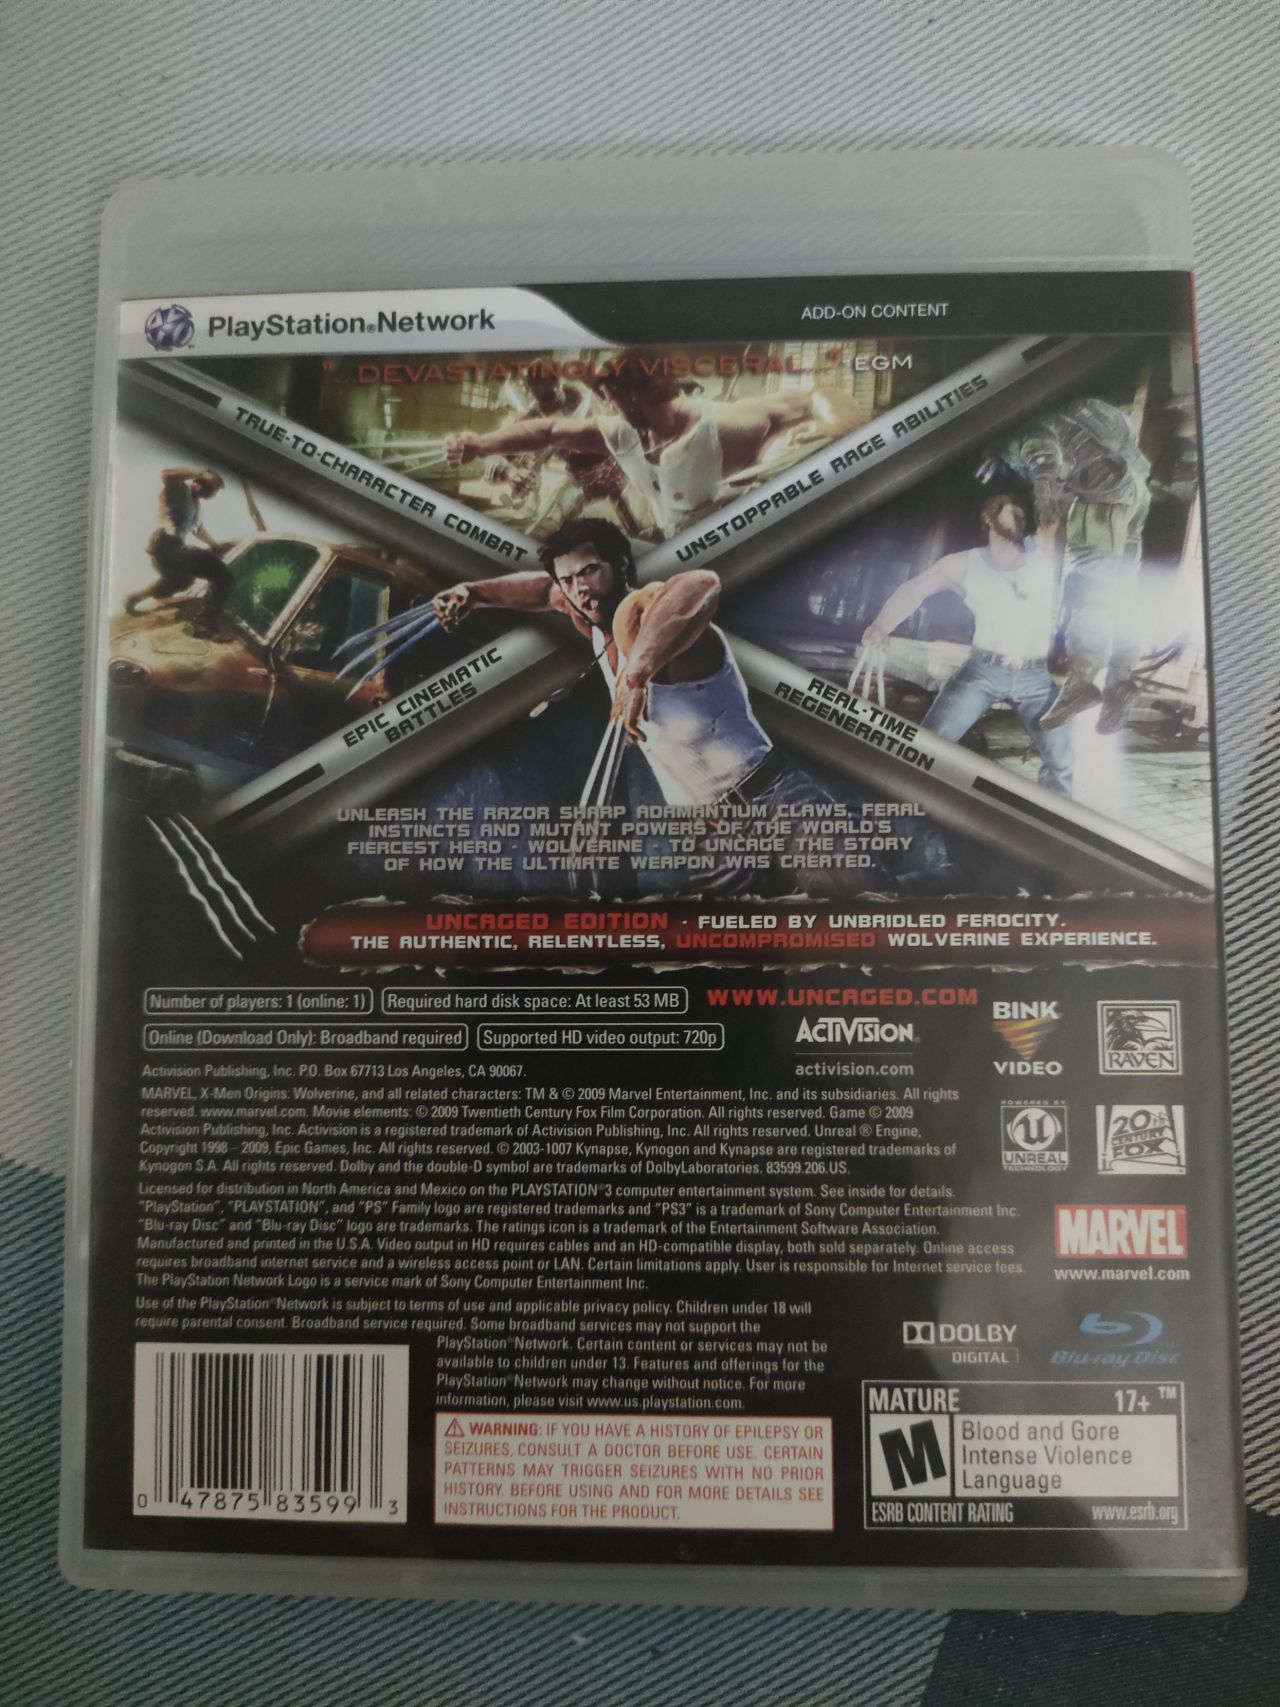 PlayStation®Network
ADD-ON CONTENT
"...DEVASTATINGLY VISCERAL..." -EGM
TRUE-TO-CHARACTER COMBAT
UNSTOPPABLE RAGE ABILITIES
EPIC CINEMATIC
BATTLES
REAL-TIME
REGENERATION
UNLEASH THE RAZOR SHARP ADAMANTIUM CLAWS, FERAL
INSTINCTS AND MUTANT POWERS OF THE WORLD'S
FIERCEST HERO - WOLVERINE - TO UNCAGE THE STORY
OF HOW THE ULTIMATE WEAPON WAS CREATED.
UNCAGED EDITION - FUELED BY UNBRIDLED FEROCITY.
THE AUTHENTIC, RELENTLESS, UNCOMPROMISED WOLVERINE EXPERIENCE.
Number of players: 1 (online: 1)
Required hard disk space: At least 53 MB
WWW.UNCAGED.COM
Online (Download Only): Broadband required
Supported HD video output: 720p
ACTIVISION
activision.com
BINK
VIDEO
RAVEN
Activision Publishing, Inc. P.O. Box 67713 Los Angeles, CA 90067.
MARVEL, X-Men Origins: Wolverine, and all related characters: TM & © 2009 Marvel Entertainment, Inc. and its subsidiaries. All rights
reserved. www.marvel.com. Movie elements: © 2009 Twentieth Century Fox Film Corporation. All rights reserved. Game © 2009
Activision Publishing, Inc. Activision is a registered trademark of Activision Publishing, Inc. All rights reserved. Unreal ® Engine,
Copyright 1998 - 2009, Epic Games, Inc. All rights reserved. © 2003-1007 Kynapse, Kynogon and Kynapse are registered trademarks of
Kynogon S.A. All rights reserved. Dolby and the double-D symbol are trademarks of DolbyLaboratories. 83599.206.US.
POWERED BY
UNREAL
TECHNOLOGY
20th
CENTURY
FOX
Licensed for distribution in North America and Mexico on the PLAYSTATION®3 computer entertainment system. See inside for details.
"PlayStation", "PLAYSTATION", and "PS" Family logo are registered trademarks and "PS3" is a trademark of Sony Computer Entertainment Inc.
"Blu-ray Disc" and "Blu-ray Disc" logo are trademarks. The ratings icon is a trademark of the Entertainment Software Association.
Manufactured and printed in the U.S.A. Video output in HD requires cables and an HD-compatible display, both sold separately. Online access
requires broadband internet service and a wireless access point or LAN. Certain limitations apply. User is responsible for Internet service fees.
The PlayStation Network Logo is a service mark of Sony Computer Entertainment Inc.
MARVEL
www.marvel.com
Use of the PlayStation®Network is subject to terms of use and applicable privacy policy. Children under 18 will
require parental consent. Broadband service required. Some broadband services may not support the
PlayStation®Network. Certain content or services may not be
available to children under 13. Features and offerings for the
PlayStation®Network may change without notice. For more
information, please visit www.us.playstation.com.
DOLBY
DIGITAL
Blu-ray Disc
WARNING: IF YOU HAVE A HISTORY OF EPILEPSY OR
SEIZURES, CONSULT A DOCTOR BEFORE USE. CERTAIN
PATTERNS MAY TRIGGER SEIZURES WITH NO PRIOR
HISTORY. BEFORE USING AND FOR MORE DETAILS SEE
INSTRUCTIONS FOR THE PRODUCT.
0 47875 83599 3
MATURE 17+ ™
M
Blood and Gore
Intense Violence
Language
ESRB CONTENT RATING www.esrb.org